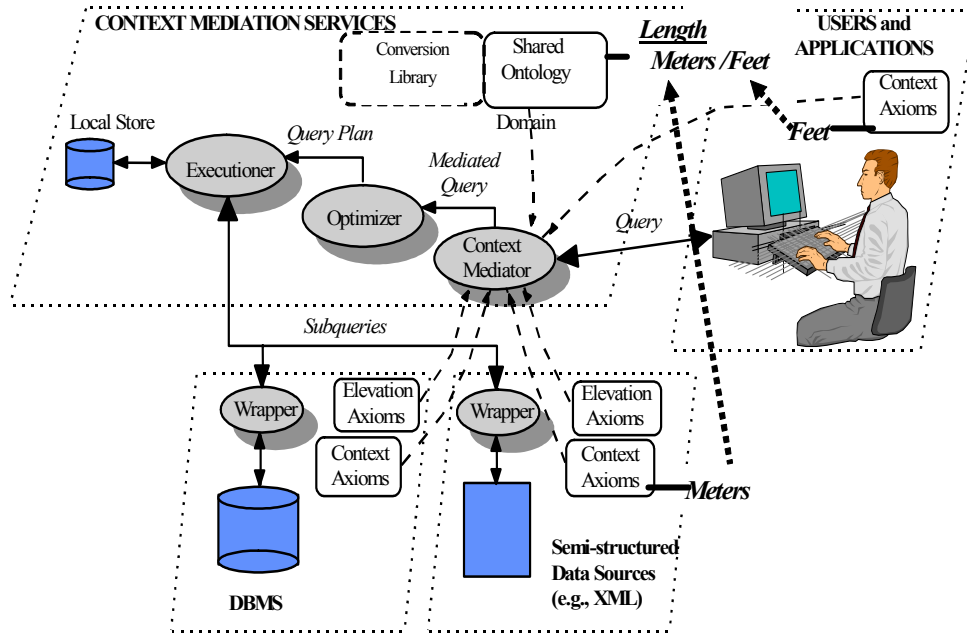 CONTEXT MEDIATION SERVICES
USERS and
APPLICATIONS
Conversion
Library
Shared
Ontology
Length
Meters /Feet
Context
Axioms
Domain
Feet
Local Store
Query Plan
Executioner
Mediated
Query
Optimizer
Query
Context
Mediator
Subqueries
Wrapper
Elevation
Axioms
Context
Axioms
Wrapper
Elevation
Axioms
Context
Axioms
Meters
DBMS
Semi-structured
Data Sources
(e.g., XML)